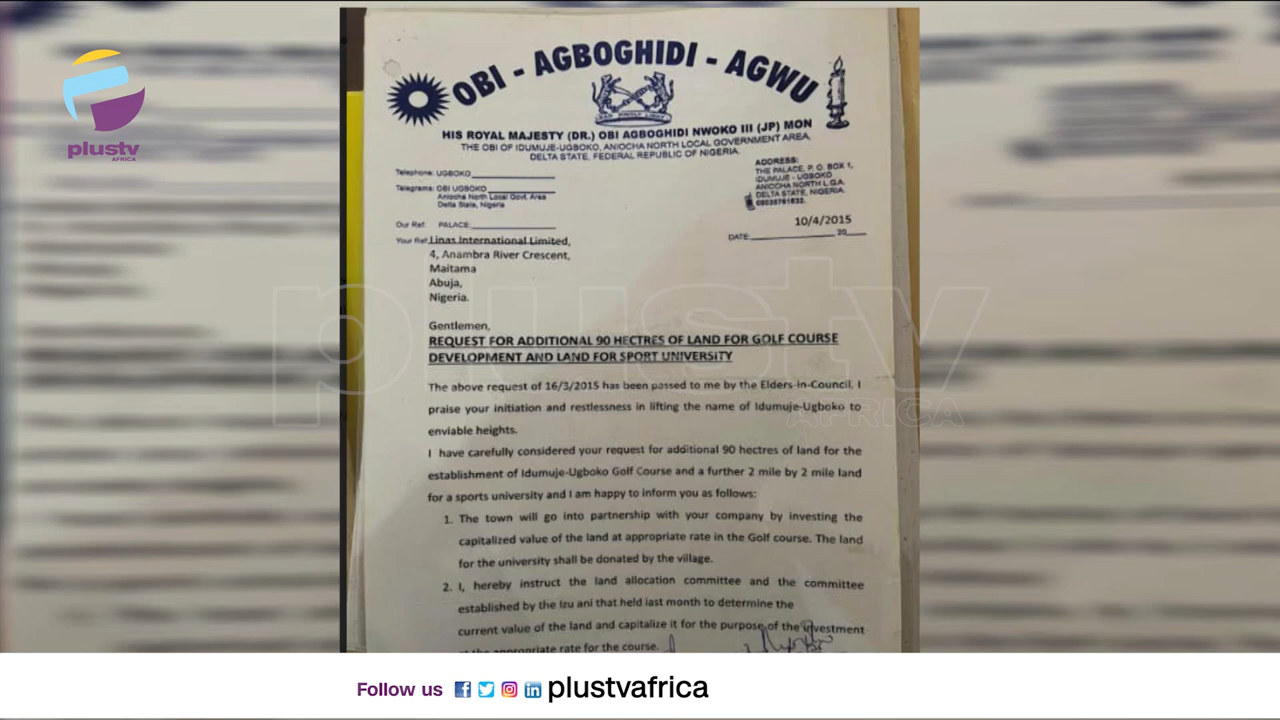 plustv
AFRICA
OBI - AGBOGHIDI - AGWU
HIS ROYAL MAJESTY (DR.) OBI AGBOGHIDI NWOKO III (JP) MON
THE OBI OF IDUMUJE-UGBOKO, ANIOCHA NORTH LOCAL GOVERNMENT AREA,
DELTA STATE, FEDERAL REPUBLIC OF NIGERIA.
Telephone: UGBOKO
Telegrams: OBI UGBOKO
Aniocha North Local Govt. Area
Delta State, Nigeria
ADDRESS:
THE PALACE, P. O. BOX 1,
IDUMUJE - UGBOKO
ANIOCHA NORTH L.G.A.
DELTA STATE, NIGERIA.
Our Ref: PALACE:
10/4/2015
DATE: 20
Your Ref: Linas International Limited,
4, Anambra River Crescent,
Maitama
Abuja,
Nigeria.
Gentlemen,
REQUEST FOR ADDITIONAL 90 HECTRES OF LAND FOR GOLF COURSE
DEVELOPMENT AND LAND FOR SPORT UNIVERSITY
The above request of 16/3/2015 has been passed to me by the Elders-in-Council. I
praise your initiation and restlessness in lifting the name of Idumuje-Ugboko to
enviable heights.
I have carefully considered your request for additional 90 hectres of land for the
establishment of Idumuje-Ugboko Golf Course and a further 2 mile by 2 mile land
for a sports university and I am happy to inform you as follows:
1. The town will go into partnership with your company by investing the
capitalized value of the land at appropriate rate in the Golf course. The land
for the university shall be donated by the village.
2. I, hereby instruct the land allocation committee and the committee
established by the Izu ani that held last month to determine the
current value of the land and capitalize it for the purpose of the investment
at the appropriate rate for the course.
plustv
AFRICA
Follow us plustvafrica